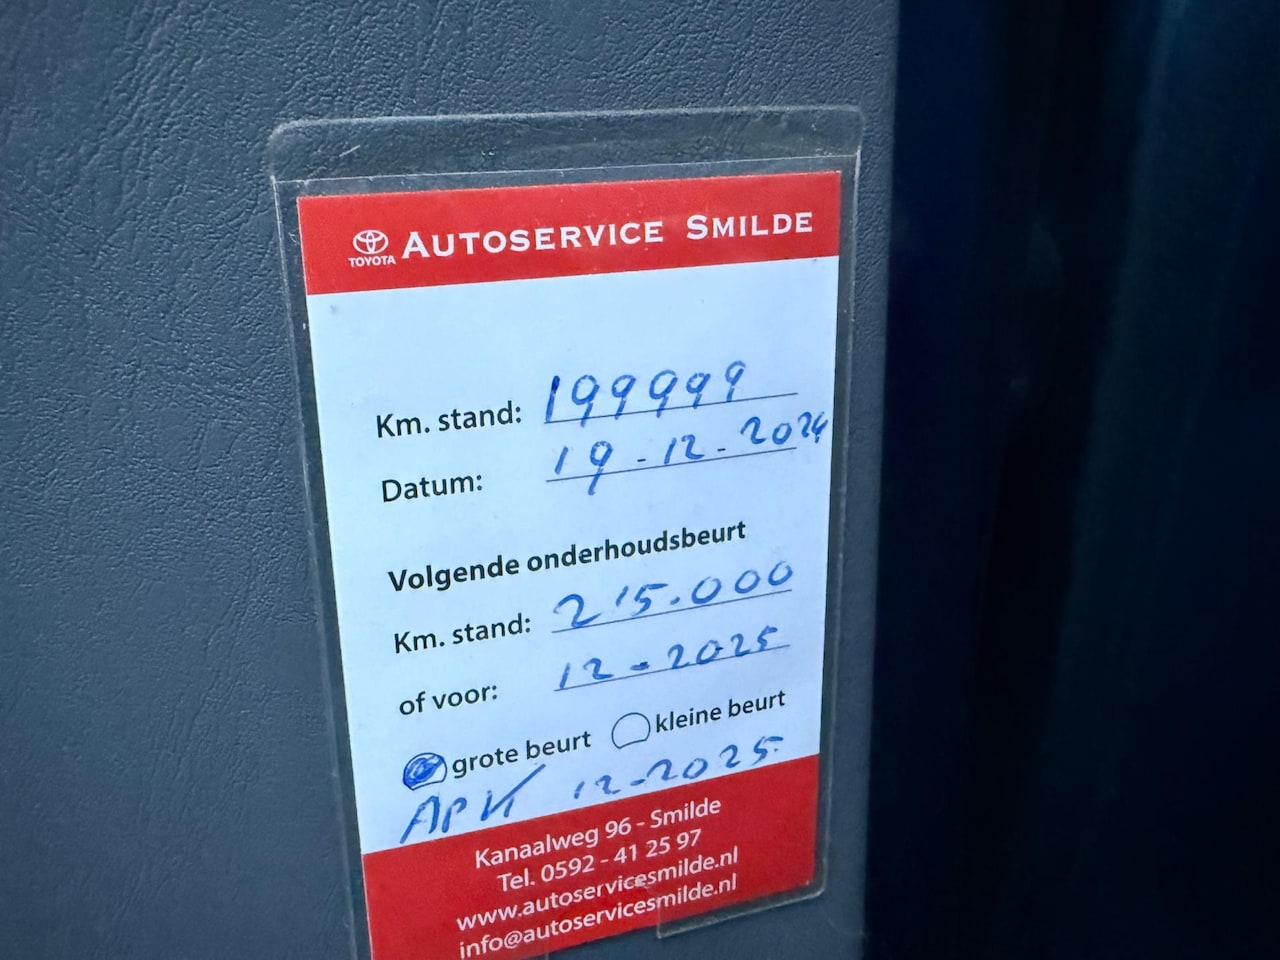 TOYOTA AUTOSERVICE SMILDE
Km. stand: 199999
Datum: 19-12-2024
Volgende onderhoudsbeurt
Km. stand: 215.000
of voor: 12-2025
grote beurt kleine beurt
APK 12-2025
Kanaalweg 96 - Smilde
Tel. 0592 - 41 25 97
www.autoservicesmilde.nl
info@autoservicesmilde.nl